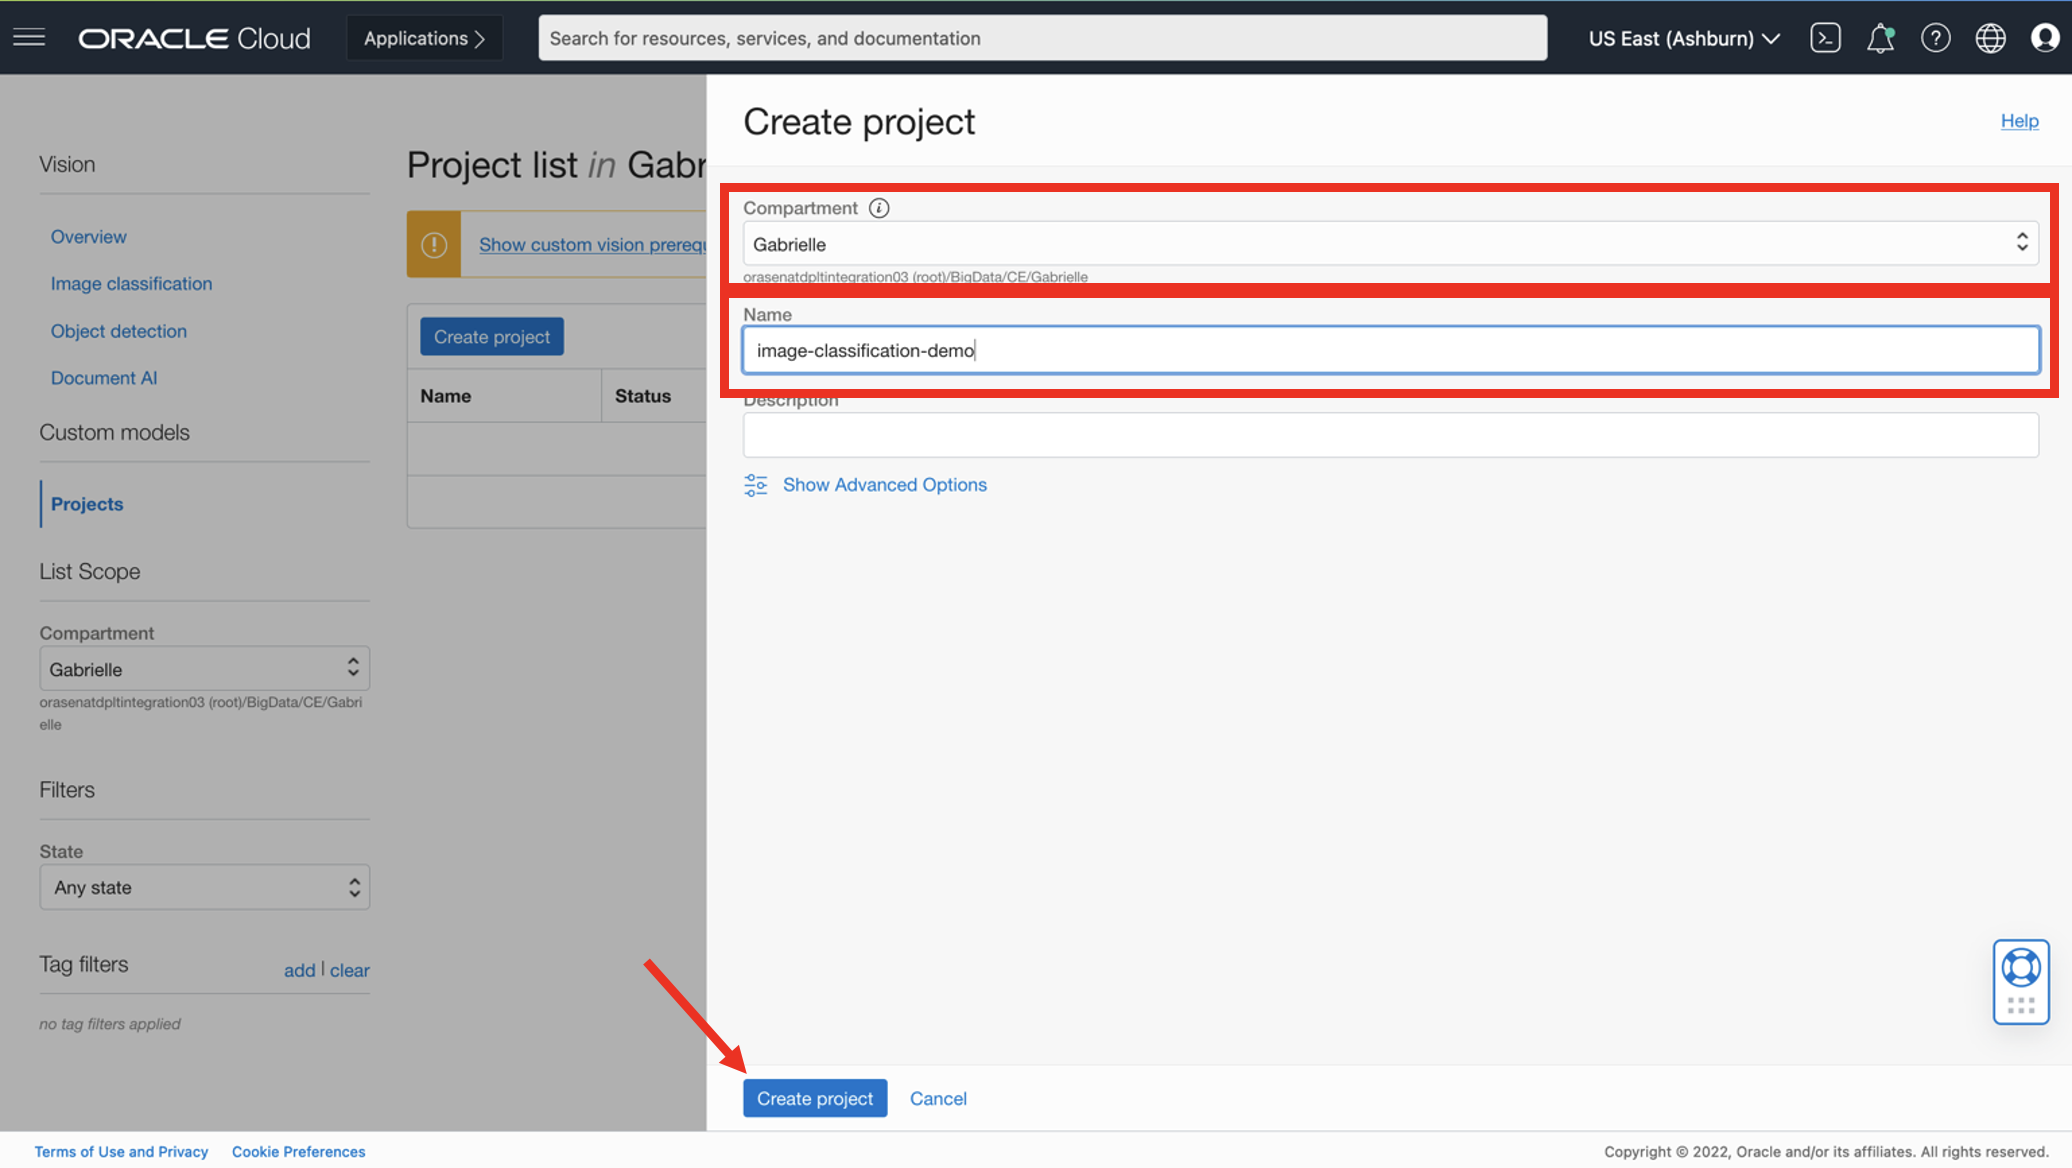 ORACLE Cloud
Applications
Search for resources, services, and documentation
US East (Ashburn)
Vision
Overview
Image classification
Object detection
Document AI
Custom models
Projects
List Scope
Compartment
Gabrielle
orasenatdpltintegration03 (root)/BigData/CE/Gabri
elle
Filters
State
Any state
Tag filters
add | clear
no tag filters applied
Project list in Gabr
Show custom vision prerequ
Create project
Name Status
Create project
Help
Compartment
Gabrielle
orasenatdpltintegration03 (root)/BigData/CE/Gabrielle
Name
image-classification-demo
Description
Show Advanced Options
Create project
Cancel
Terms of Use and Privacy
Cookie Preferences
Copyright © 2022, Oracle and/or its affiliates. All rights reserved.